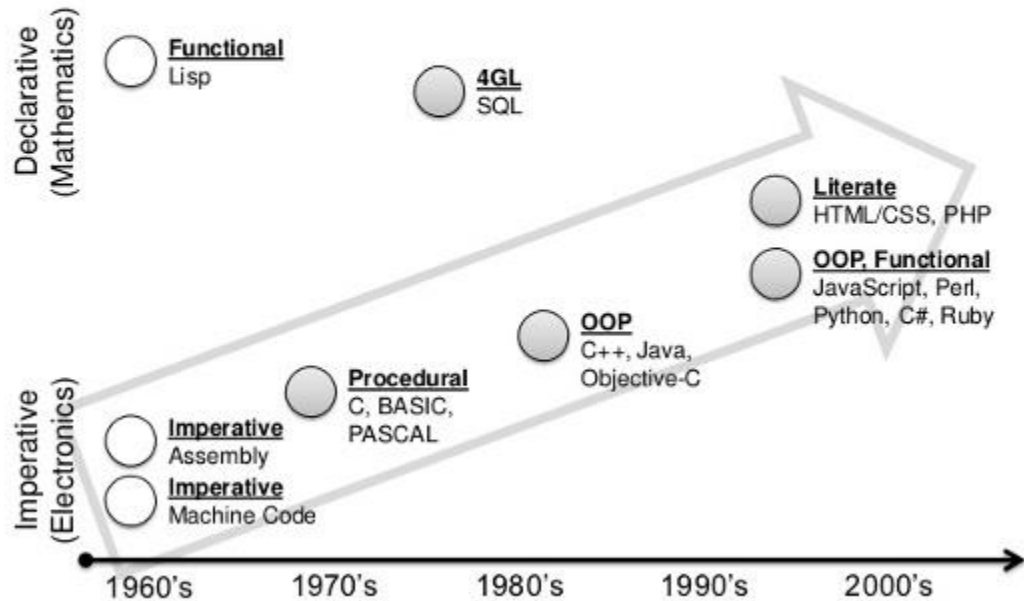 Declarative
(Mathematics)
Functional
Lisp
4GL
SQL
Literate
HTML/CSS, PHP
OOP, Functional
JavaScript, Perl,
Python, C#, Ruby
OOP
C++, Java,
Objective-C
Procedural
C, BASIC,
PASCAL
Imperative
(Electronics)
Imperative
Assembly
Imperative
Machine Code
1960's
1970's
1980's
1990's
2000's